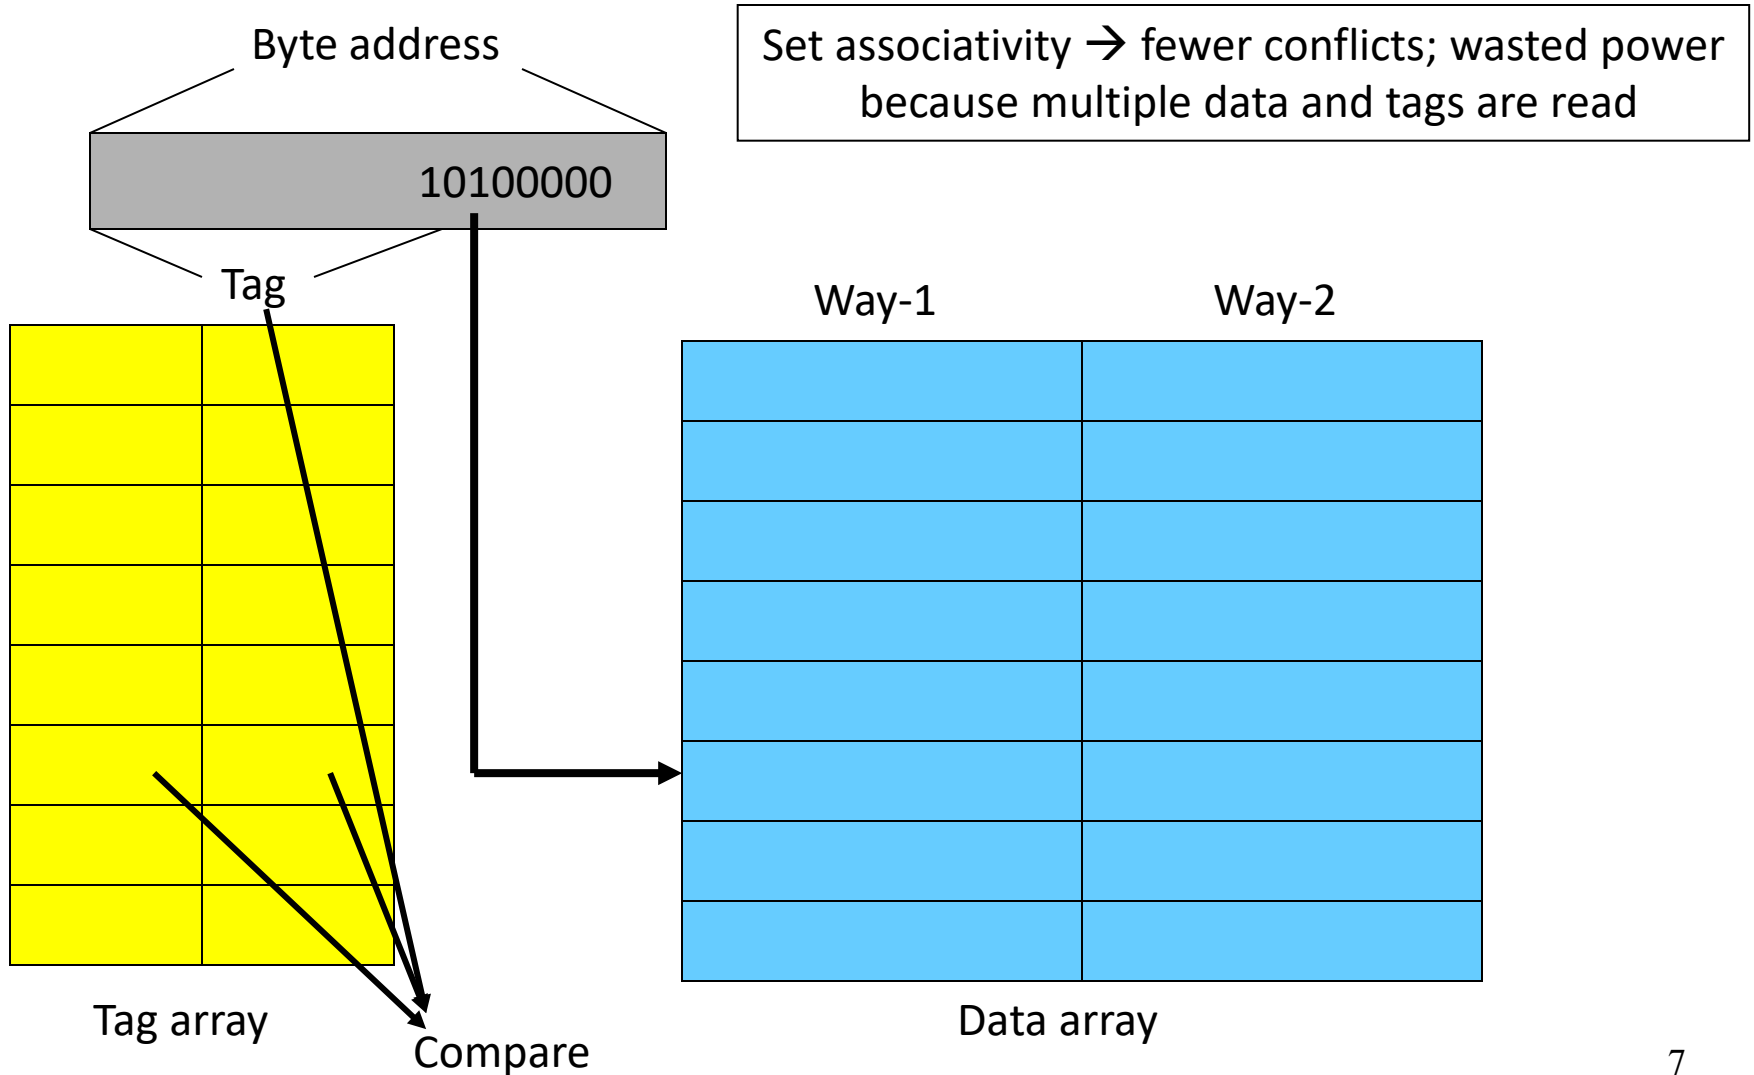 Byte address
Set associativity → fewer conflicts; wasted power
because multiple data and tags are read
10100000
Tag
Way-1
Way-2
Tag array
Data array
Compare
7